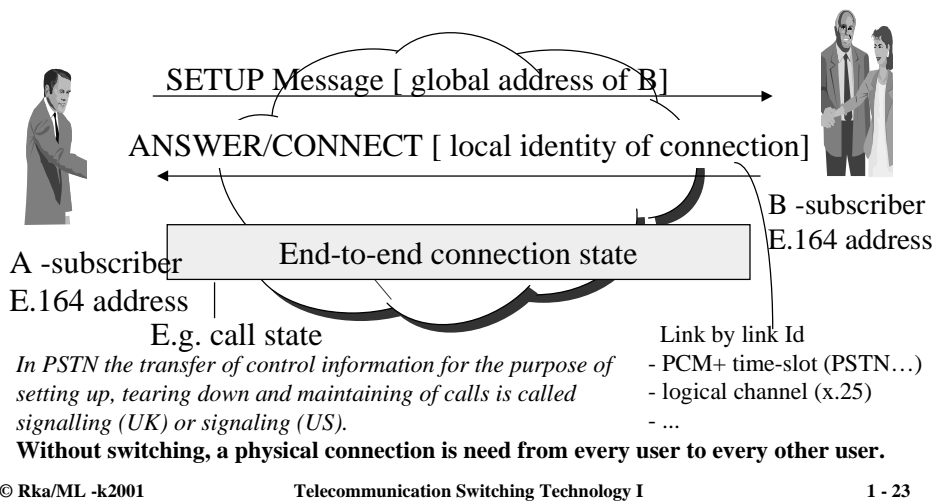 SETUP Message [ global address of B]
ANSWER/CONNECT [ local identity of connection]
B -subscriber
E.164 address
End-to-end connection state
A -subscriber
E.164 address
E.g. call state
Link by link Id
- PCM+ time-slot (PSTN…)
- logical channel (x.25)
- ...
In PSTN the transfer of control information for the purpose of
setting up, tearing down and maintaining of calls is called
signalling (UK) or signaling (US).
Without switching, a physical connection is need from every user to every other user.
© Rka/ML -k2001 Telecommunication Switching Technology I 1 - 23